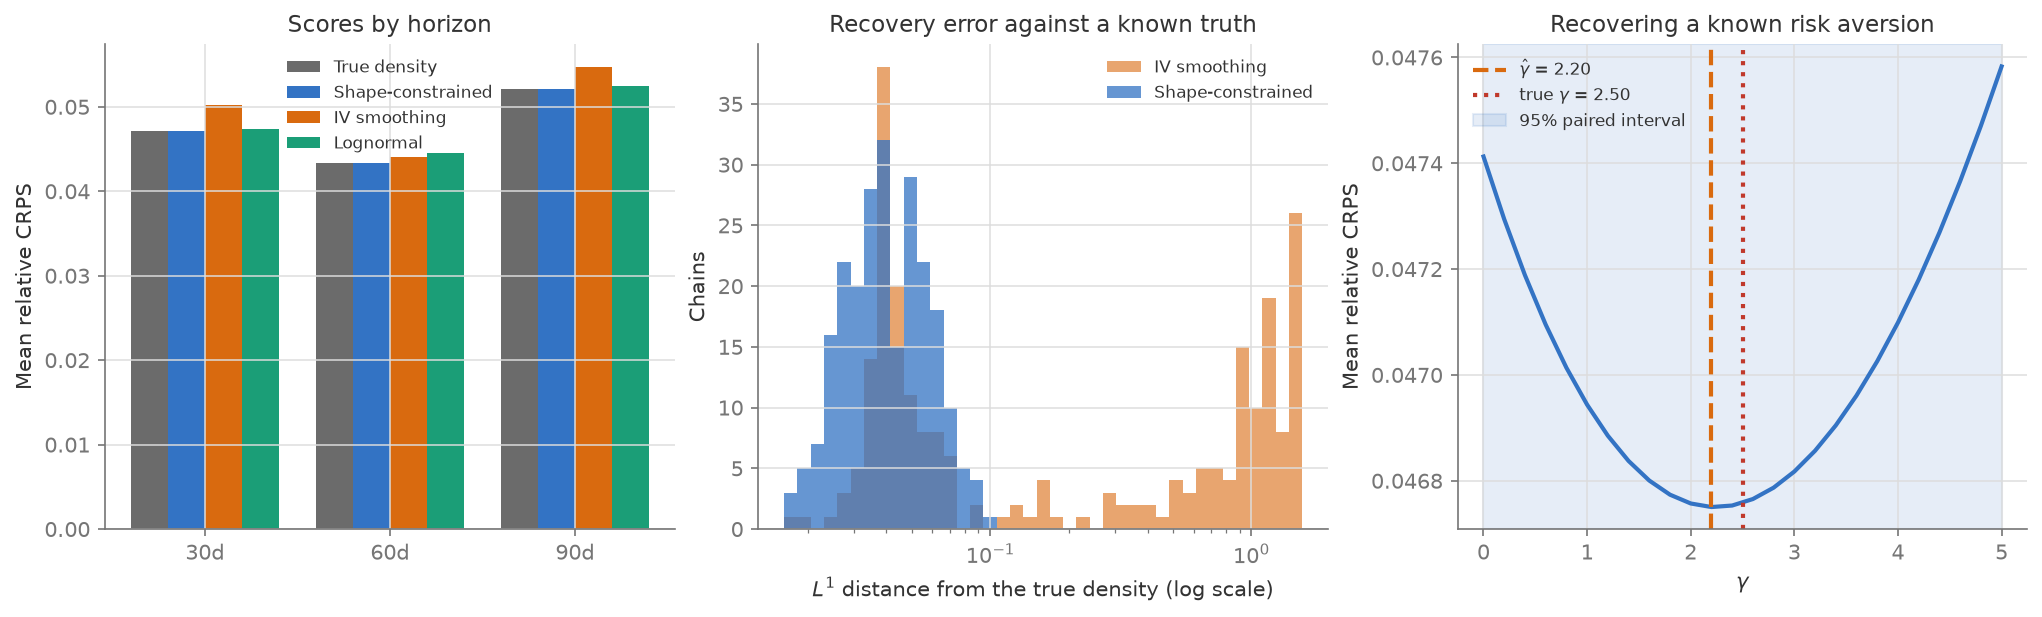 Scores by horizon
Mean relative CRPS
0.05
0.04
0.03
0.02
0.01
0.00
30d
60d
90d
True density
Shape-constrained
IV smoothing
Lognormal
Recovery error against a known truth
Chains
35
30
25
20
15
10
5
0
10⁻¹
10⁰
L¹ distance from the true density (log scale)
IV smoothing
Shape-constrained
Recovering a known risk aversion
Mean relative CRPS
0.0476
0.0474
0.0472
0.0470
0.0468
0
1
2
3
4
5
γ
γ̂ = 2.20
true γ = 2.50
95% paired interval